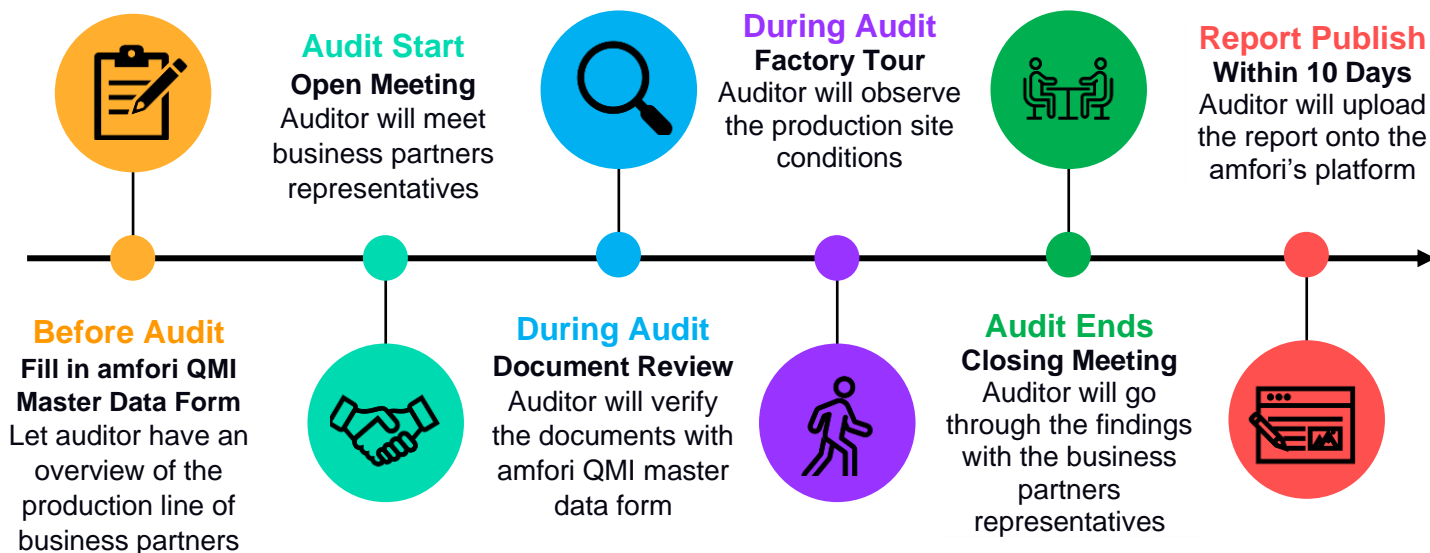 Before Audit
Fill in amfori QMI
Master Data Form
Let auditor have an
overview of the
production line of
business partners
Audit Start
Open Meeting
Auditor will meet
business partners
representatives
During Audit
Document Review
Auditor will verify
the documents with
amfori QMI master
data form
During Audit
Factory Tour
Auditor will observe
the production site
conditions
Audit Ends
Closing Meeting
Auditor will go
through the findings
with the business
partners
representatives
Report Publish
Within 10 Days
Auditor will upload
the report onto the
amfori's platform